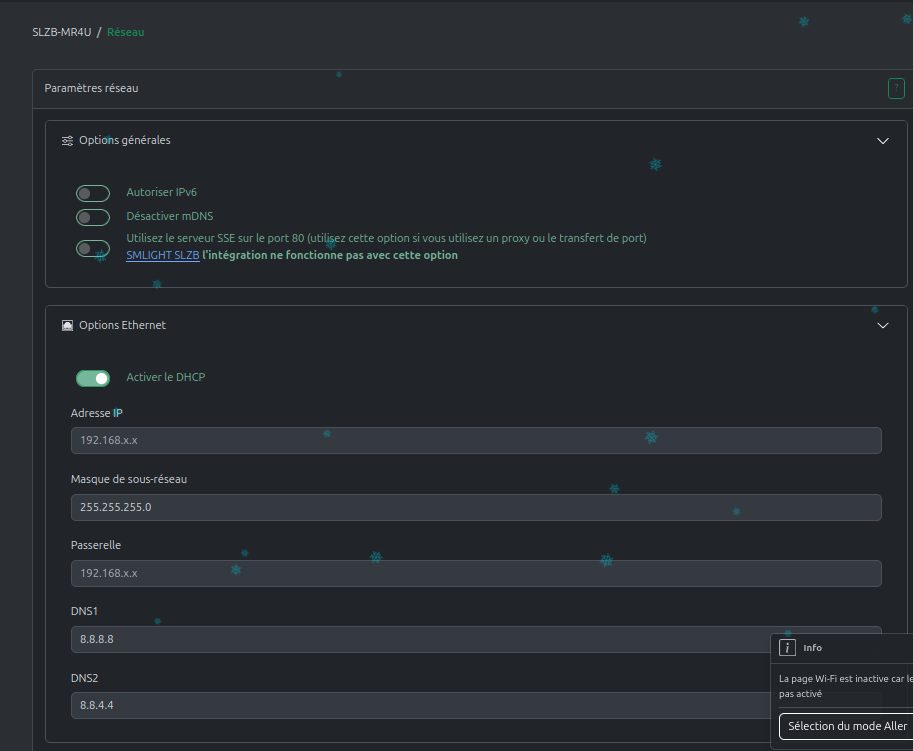 SLZB-MR4U / Réseau
Paramètres réseau
?
Options générales
Autoriser IPv6
Désactiver mDNS
Utilisez le serveur SSE sur le port 80 (utilisez cette option si vous utilisez un proxy ou le transfert de port)
SMLIGHT SLZB l'intégration ne fonctionne pas avec cette option
Options Ethernet
Activer le DHCP
Adresse IP
192.168.x.x
Masque de sous-réseau
255.255.255.0
Passerelle
192.168.x.x
DNS1
8.8.8.8
DNS2
8.8.4.4
i Info
La page Wi-Fi est inactive car le
pas activé
Sélection du mode Aller